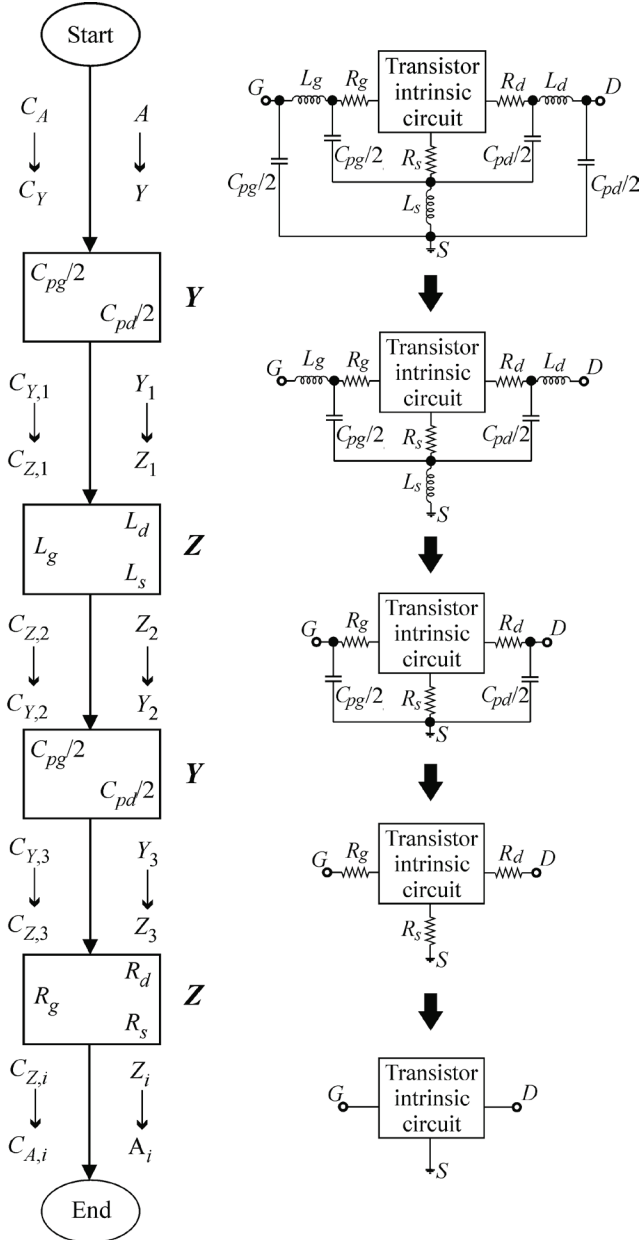 Start
C_A A
C_Y Y
C_pg/2
C_pd/2
Y
C_Y,1 Y_1
C_Z,1 Z_1
L_d
L_g
L_s
Z
C_Z,2 Z_2
C_Y,2 Y_2
C_pg/2
C_pd/2
Y
C_Y,3 Y_3
C_Z,3 Z_3
R_d
R_g
R_s
Z
C_Z,i Z_i
C_A,i A_i
End
G L_g R_g
Transistor
intrinsic
circuit
R_d L_d D
C_pg/2 C_pg/2 R_s C_pd/2 C_pd/2
L_s
S
G L_g R_g
Transistor
intrinsic
circuit
R_d L_d D
C_pg/2 R_s C_pd/2
L_s
S
G R_g
Transistor
intrinsic
circuit
R_d D
C_pg/2 R_s C_pd/2
S
G R_g
Transistor
intrinsic
circuit
R_d D
R_s
S
G
Transistor
intrinsic
circuit
D
S